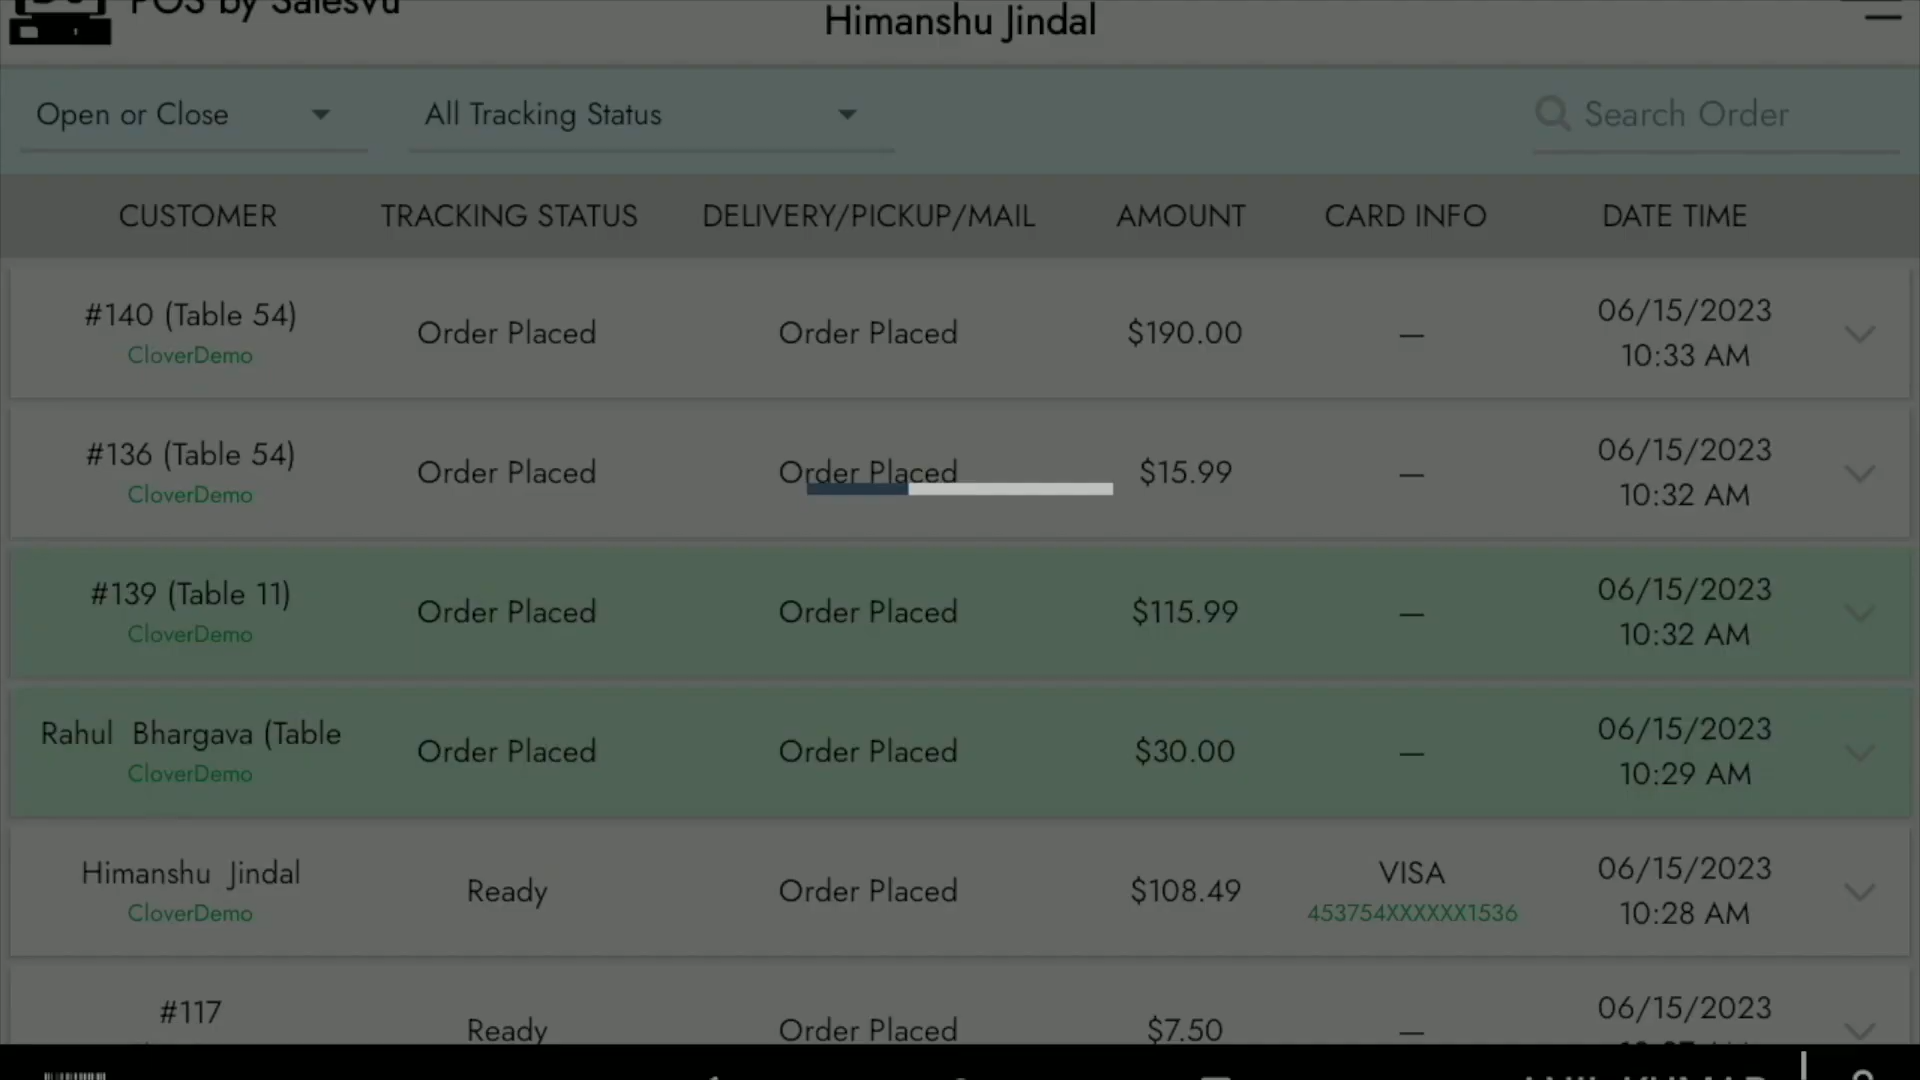 POS by SalesVu
Himanshu Jindal
Open or Close
All Tracking Status
Search Order
CUSTOMER TRACKING STATUS DELIVERY/PICKUP/MAIL AMOUNT CARD INFO DATE TIME
#140 (Table 54) Order Placed Order Placed $190.00 — 06/15/2023
CloverDemo 10:33 AM
#136 (Table 54) Order Placed Order Placed $15.99 — 06/15/2023
CloverDemo 10:32 AM
#139 (Table 11) Order Placed Order Placed $115.99 — 06/15/2023
CloverDemo 10:32 AM
Rahul Bhargava (Table Order Placed Order Placed $30.00 — 06/15/2023
CloverDemo 10:29 AM
Himanshu Jindal Ready Order Placed $108.49 VISA 06/15/2023
CloverDemo 453754XXXXXX1536 10:28 AM
#117 Ready Order Placed $7.50 — 06/15/2023